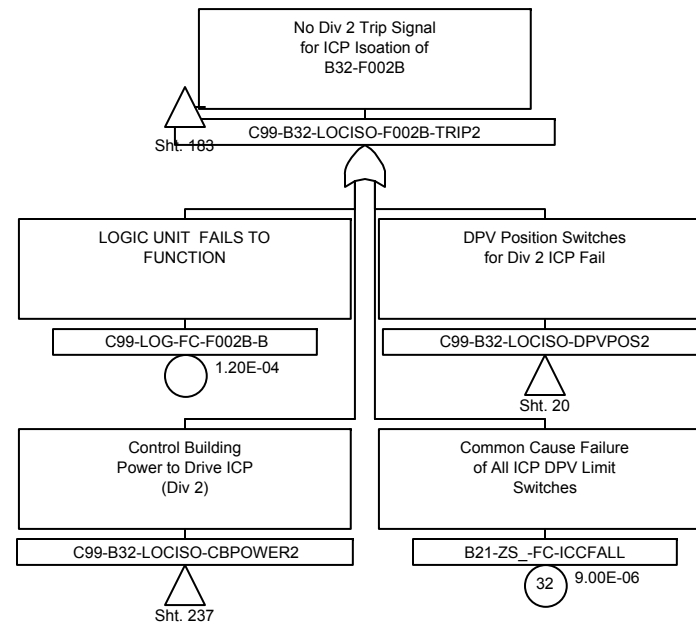 No Div 2 Trip Signal
for ICP Isoation of
B32-F002B
Sht. 183
C99-B32-LOCISO-F002B-TRIP2
LOGIC UNIT FAILS TO
FUNCTION
C99-LOG-FC-F002B-B
1.20E-04
DPV Position Switches
for Div 2 ICP Fail
C99-B32-LOCISO-DPVPOS2
Sht. 20
Control Building
Power to Drive ICP
(Div 2)
C99-B32-LOCISO-CBPOWER2
Sht. 237
Common Cause Failure
of All ICP DPV Limit
Switches
B21-ZS_-FC-ICCFALL
32
9.00E-06